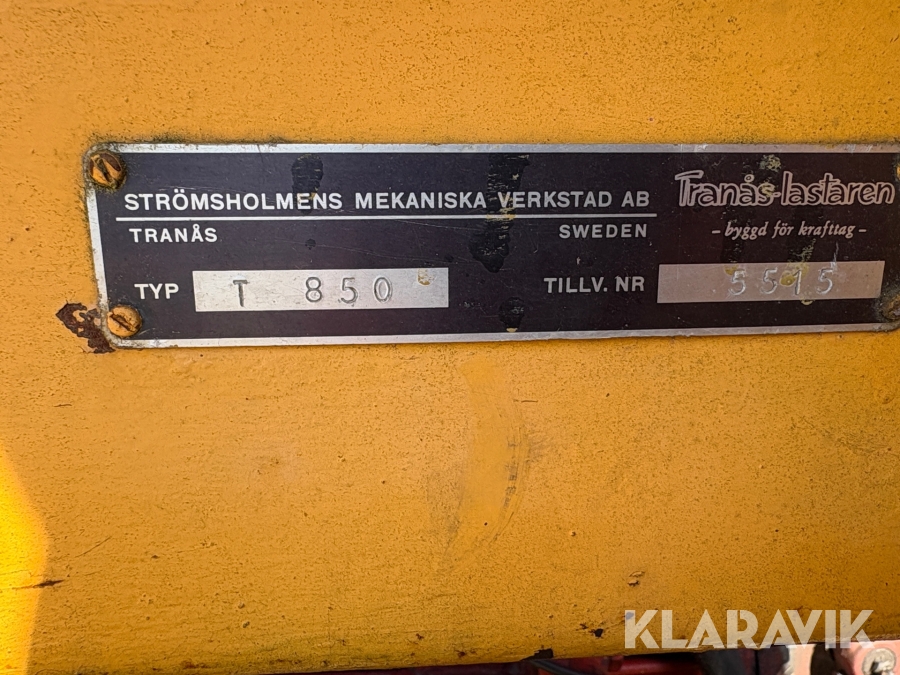 STRÖMSHOLMENS MEKANISKA VERKSTAD AB
TRANÅS SWEDEN
Tranås-lastaren
- byggd för krafttag -
TYP T 850
TILLV. NR 5515
KLARAVIK